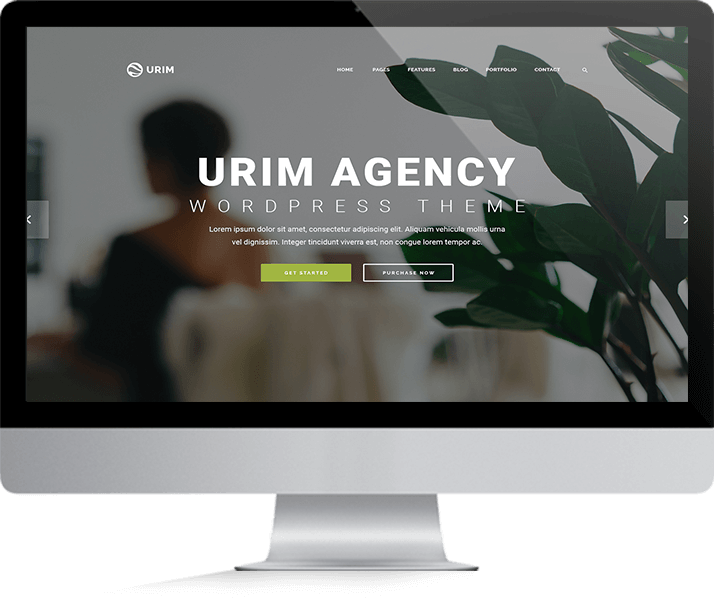 URIM
HOME PAGES FEATURES BLOG PORTFOLIO CONTACT
URIM AGENCY
WORDPRESS THEME
Lorem ipsum dolor sit amet, consectetur adipiscing elit. Aliquam vehicula mollis urna
vel dignissim. Integer tincidunt viverra est, non congue lorem tempor ac.
GET STARTED PURCHASE NOW